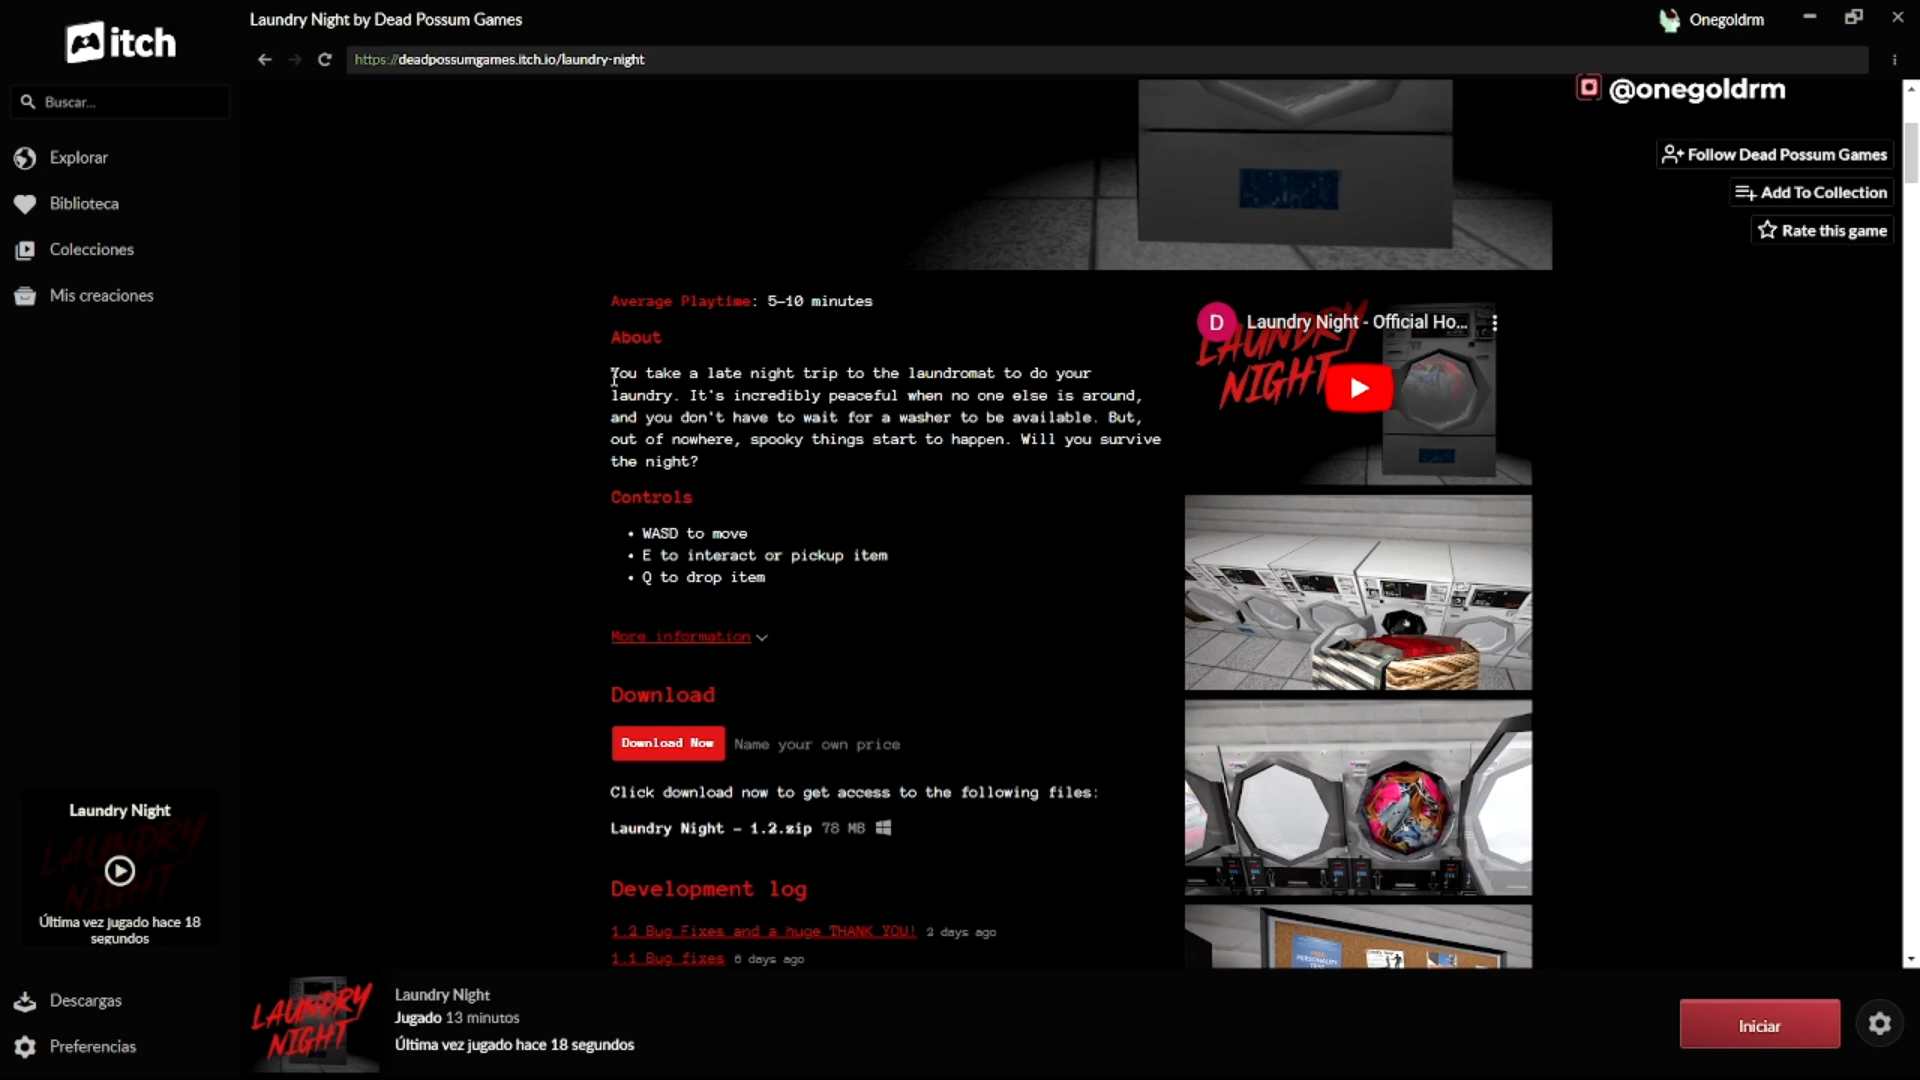 itch
Laundry Night by Dead Possum Games
Onegoldrm
https://deadpossumgames.itch.io/laundry-night
@onegoldrm
Buscar...
Explorar
Biblioteca
Colecciones
Mis creaciones
Follow Dead Possum Games
Add To Collection
Rate this game
Average Playtime: 5–10 minutes
About
You take a late night trip to the laundromat to do your
laundry. It's incredibly peaceful when no one else is around,
and you don't have to wait for a washer to be available. But,
out of nowhere, spooky things start to happen. Will you survive
the night?
Controls
• WASD to move
• E to interact or pickup item
• Q to drop item
More information
Download
Download Now
Name your own price
Click download now to get access to the following files:
Laundry Night - 1.2.zip 78 MB
Development log
1.2 Bug Fixes and a huge THANK YOU! 2 days ago
1.1 Bug fixes 6 days ago
D
Laundry Night - Official Ho...
LAUNDRY
NIGHT
PERSONALITY
TEST
Laundry Night
LAUNDRY
NIGHT
Última vez jugado hace 18
segundos
Descargas
Preferencias
LAUNDRY
NIGHT
Laundry Night
Jugado 13 minutos
Última vez jugado hace 18 segundos
Iniciar